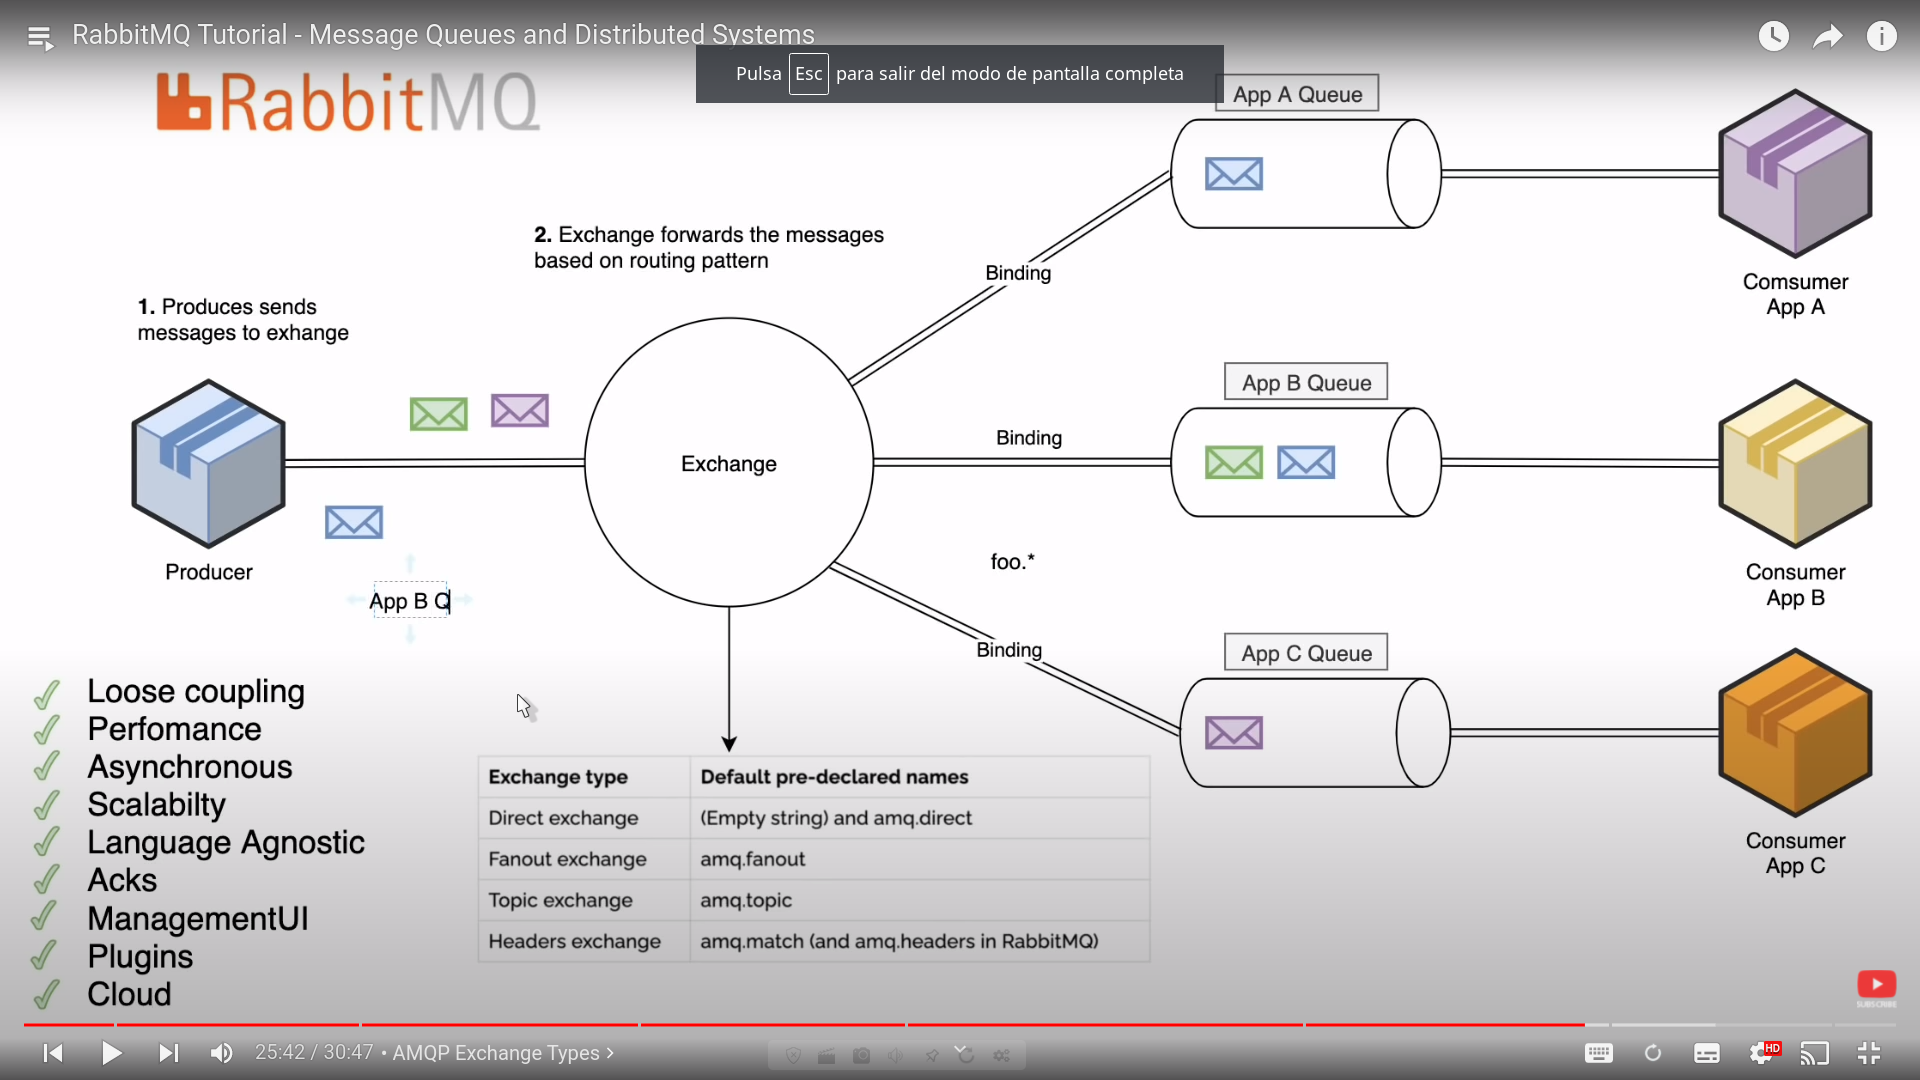 RabbitMQ Tutorial - Message Queues and Distributed Systems
Pulsa Esc para salir del modo de pantalla completa
RabbitMQ
App A Queue
2. Exchange forwards the messages
based on routing pattern
Binding
Comsumer
App A
1. Produces sends
messages to exhange
App B Queue
Binding
Exchange
Producer
foo.*
Consumer
App B
App B Q
Binding
App C Queue
Loose coupling
Perfomance
Asynchronous
Scalabilty
Language Agnostic
Acks
ManagementUI
Plugins
Cloud
Exchange type Default pre-declared names
Direct exchange (Empty string) and amq.direct
Fanout exchange amq.fanout
Topic exchange amq.topic
Headers exchange amq.match (and amq.headers in RabbitMQ)
Consumer
App C
SUBSCRIBE
25:42 / 30:47 • AMQP Exchange Types
HD